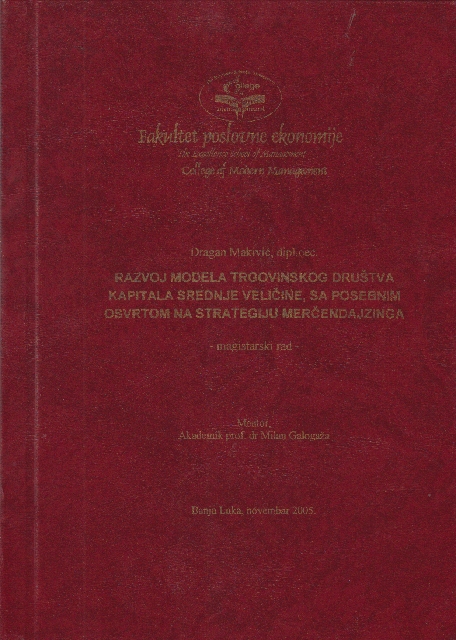 College
Fakultet poslovne ekonomije
College of Modern Management
Dragan Makivić, dipl.oec.
RAZVOJ MODELA TRGOVINSKOG DRUŠTVA
KAPITALA SREDNJE VELIČINE, SA POSEBNIM
OSVRTOM NA STRATEGIJU MERČENDAJZINGA
- magistarski rad -
Mentor,
Akademik prof. dr Milan Galogaža
Banja Luka, novembar 2005.